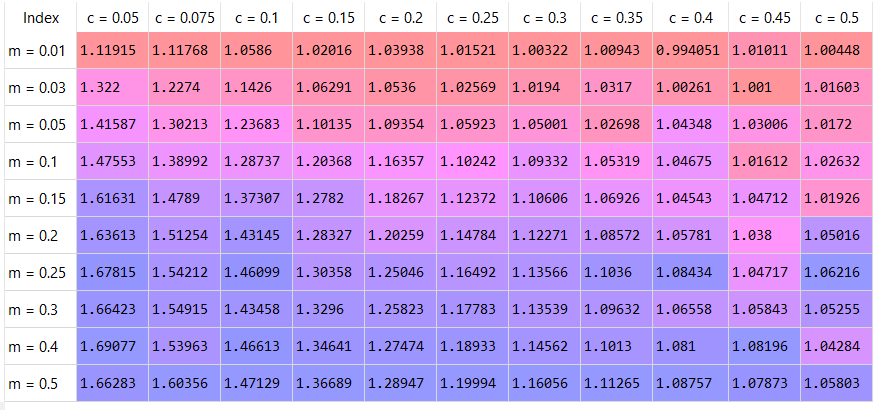 Index c = 0.05 c = 0.075 c = 0.1 c = 0.15 c = 0.2 c = 0.25 c = 0.3 c = 0.35 c = 0.4 c = 0.45 c = 0.5
m = 0.01 1.11915 1.11768 1.0586 1.02016 1.03938 1.01521 1.00322 1.00943 0.994051 1.01011 1.00448
m = 0.03 1.322 1.2274 1.1426 1.06291 1.0536 1.02569 1.0194 1.0317 1.00261 1.001 1.01603
m = 0.05 1.41587 1.30213 1.23683 1.10135 1.09354 1.05923 1.05001 1.02698 1.04348 1.03006 1.0172
m = 0.1 1.47553 1.38992 1.28737 1.20368 1.16357 1.10242 1.09332 1.05319 1.04675 1.01612 1.02632
m = 0.15 1.61631 1.4789 1.37307 1.2782 1.18267 1.12372 1.10606 1.06926 1.04543 1.04712 1.01926
m = 0.2 1.63613 1.51254 1.43145 1.28327 1.20259 1.14784 1.12271 1.08572 1.05781 1.038 1.05016
m = 0.25 1.67815 1.54212 1.46099 1.30358 1.25046 1.16492 1.13566 1.1036 1.08434 1.04717 1.06216
m = 0.3 1.66423 1.54915 1.43458 1.3296 1.25823 1.17783 1.13539 1.09632 1.06558 1.05843 1.05255
m = 0.4 1.69077 1.53963 1.46613 1.34641 1.27474 1.18933 1.14562 1.1013 1.081 1.08196 1.04284
m = 0.5 1.66283 1.60356 1.47129 1.36689 1.28947 1.19994 1.16056 1.11265 1.08757 1.07873 1.05803